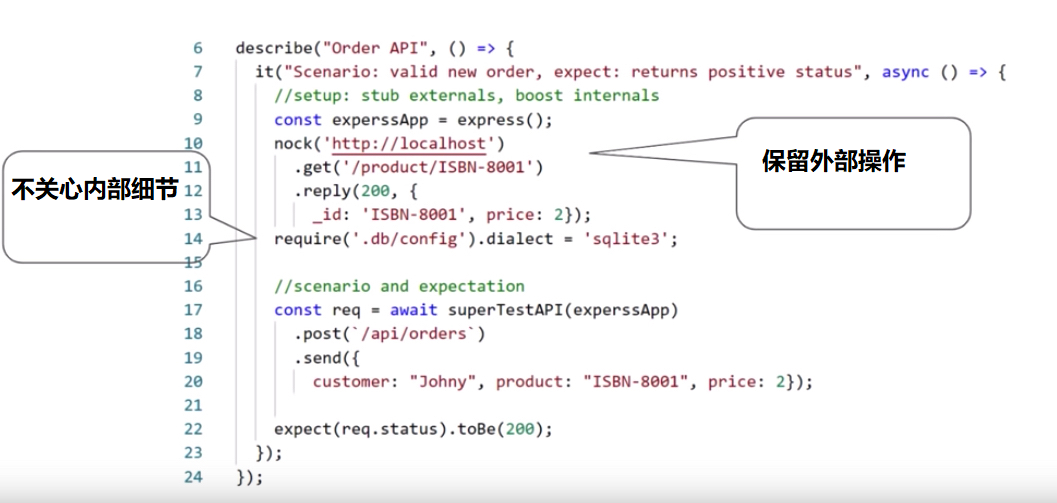 6 describe("Order API", () => {
7 it("Scenario: valid new order, expect: returns positive status", async () => {
8 //setup: stub externals, boost internals
9 const experssApp = express();
10 nock('http://localhost')
11 .get('/product/ISBN-8001')
12 .reply(200, {
13 _id: 'ISBN-8001', price: 2});
14 require('.db/config').dialect = 'sqlite3';
15
16 //scenario and expectation
17 const req = await superTestAPI(experssApp)
18 .post(`/api/orders`)
19 .send({
20 customer: "Johny", product: "ISBN-8001", price: 2});
21
22 expect(req.status).toBe(200);
23 });
24 });
不关心内部细节
保留外部操作